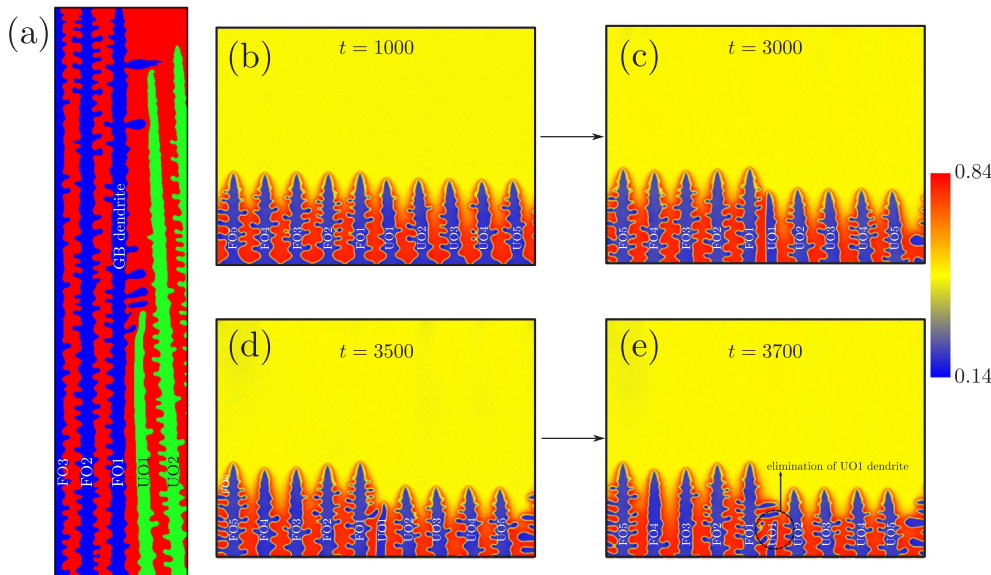 (a)
GB dendrite
FO3
FO2
FO1
UO1
UO2
(b)
t = 1000
FO5
FO4
FO3
FO2
FO1
UO1
UO2
UO3
UO4
UO5
(c)
t = 3000
FO5
FO4
FO3
FO2
FO1
UO1
UO2
UO3
UO4
UO5
0.84
0.14
(d)
t = 3500
FO5
FO4
FO3
FO2
FO1
UO1
UO2
UO3
UO4
UO5
(e)
t = 3700
elimination of UO1 dendrite
FO5
FO4
FO3
FO2
FO1
UO3
UO4
UO5